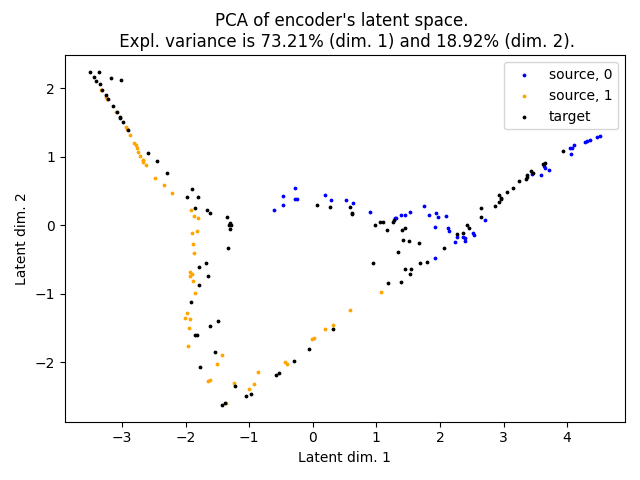 PCA of encoder's latent space.
Expl. variance is 73.21% (dim. 1) and 18.92% (dim. 2).
source, 0
source, 1
target
2
1
0
−1
−2
Latent dim. 2
−3
−2
−1
0
1
2
3
4
Latent dim. 1